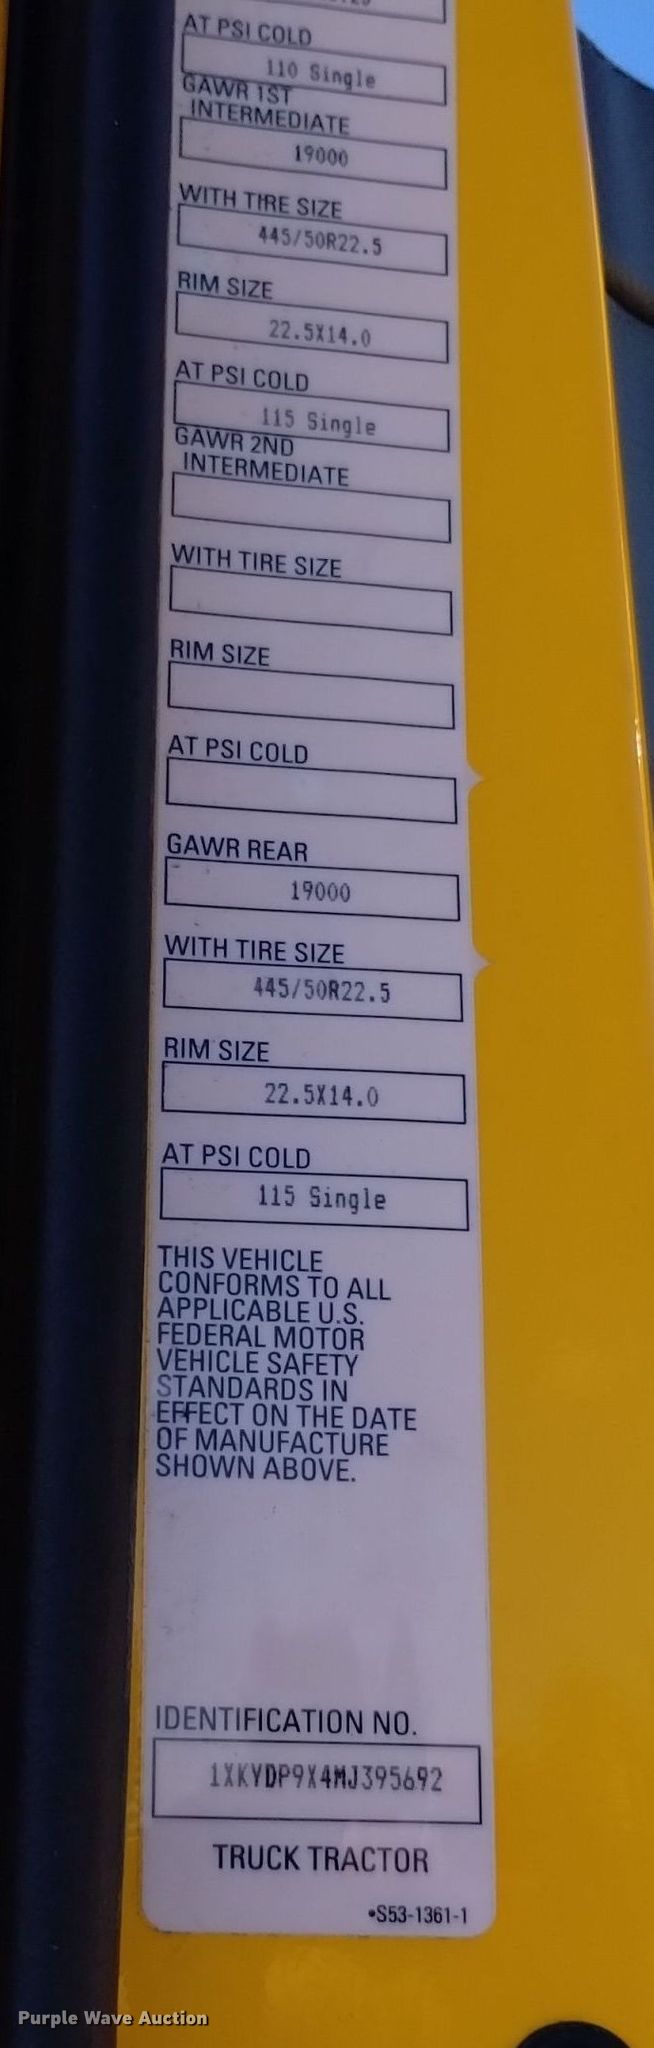 AT PSI COLD
110 Single
GAWR 1ST
INTERMEDIATE
19000
WITH TIRE SIZE
445/50R22.5
RIM SIZE
22.5X14.0
AT PSI COLD
115 Single
GAWR 2ND
INTERMEDIATE
WITH TIRE SIZE
RIM SIZE
AT PSI COLD
GAWR REAR
19000
WITH TIRE SIZE
445/50R22.5
RIM SIZE
22.5X14.0
AT PSI COLD
115 Single
THIS VEHICLE
CONFORMS TO ALL
APPLICABLE U.S.
FEDERAL MOTOR
VEHICLE SAFETY
STANDARDS IN
EFFECT ON THE DATE
OF MANUFACTURE
SHOWN ABOVE.
IDENTIFICATION NO.
1XKYDP9X4MJ395692
TRUCK TRACTOR
•S53-1361-1
Purple Wave Auction